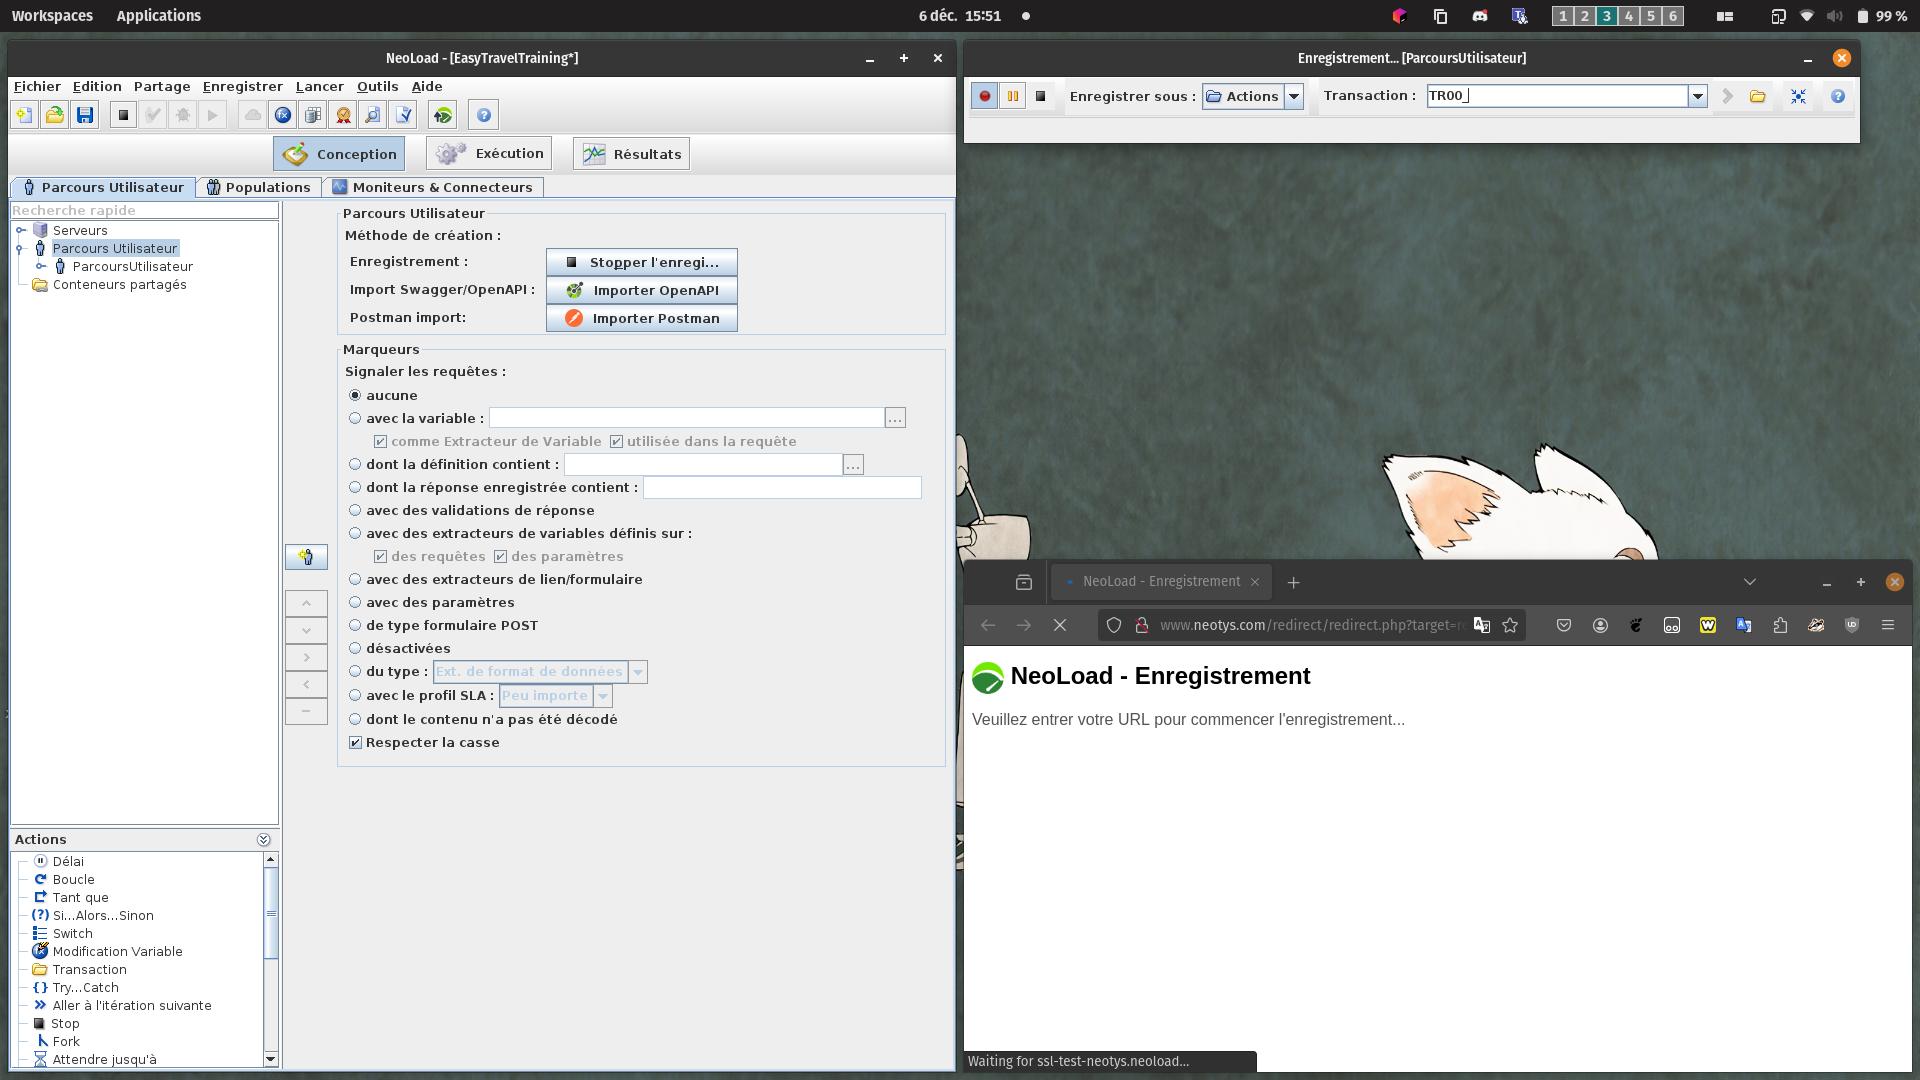 Workspaces Applications 6 déc. 15:51 1 2 3 4 5 6 99 %
NeoLoad - [EasyTravelTraining*]
Fichier Edition Partage Enregistrer Lancer Outils Aide
Conception Exécution Résultats
Parcours Utilisateur Populations Moniteurs & Connecteurs
Recherche rapide
Serveurs
Parcours Utilisateur
ParcoursUtilisateur
Conteneurs partagés
Parcours Utilisateur
Méthode de création :
Enregistrement : Stopper l'enregi...
Import Swagger/OpenAPI : Importer OpenAPI
Postman import: Importer Postman
Marqueurs
Signaler les requêtes :
aucune
avec la variable : ...
comme Extracteur de Variable utilisée dans la requête
dont la définition contient : ...
dont la réponse enregistrée contient :
avec des validations de réponse
avec des extracteurs de variables définis sur :
des requêtes des paramètres
avec des extracteurs de lien/formulaire
avec des paramètres
de type formulaire POST
désactivées
du type : Ext. de format de données
avec le profil SLA : Peu importe
dont le contenu n'a pas été décodé
Respecter la casse
Actions
Délai
Boucle
Tant que
Si...Alors...Sinon
Switch
Modification Variable
Transaction
Try...Catch
Aller à l'itération suivante
Stop
Fork
Attendre jusqu'à
Enregistrement... [ParcoursUtilisateur]
Enregistrer sous : Actions Transaction : TR00_
NeoLoad - Enregistrement
www.neotys.com/redirect/redirect.php?target=
NeoLoad - Enregistrement
Veuillez entrer votre URL pour commencer l'enregistrement...
Waiting for ssl-test-neotys.neoload...